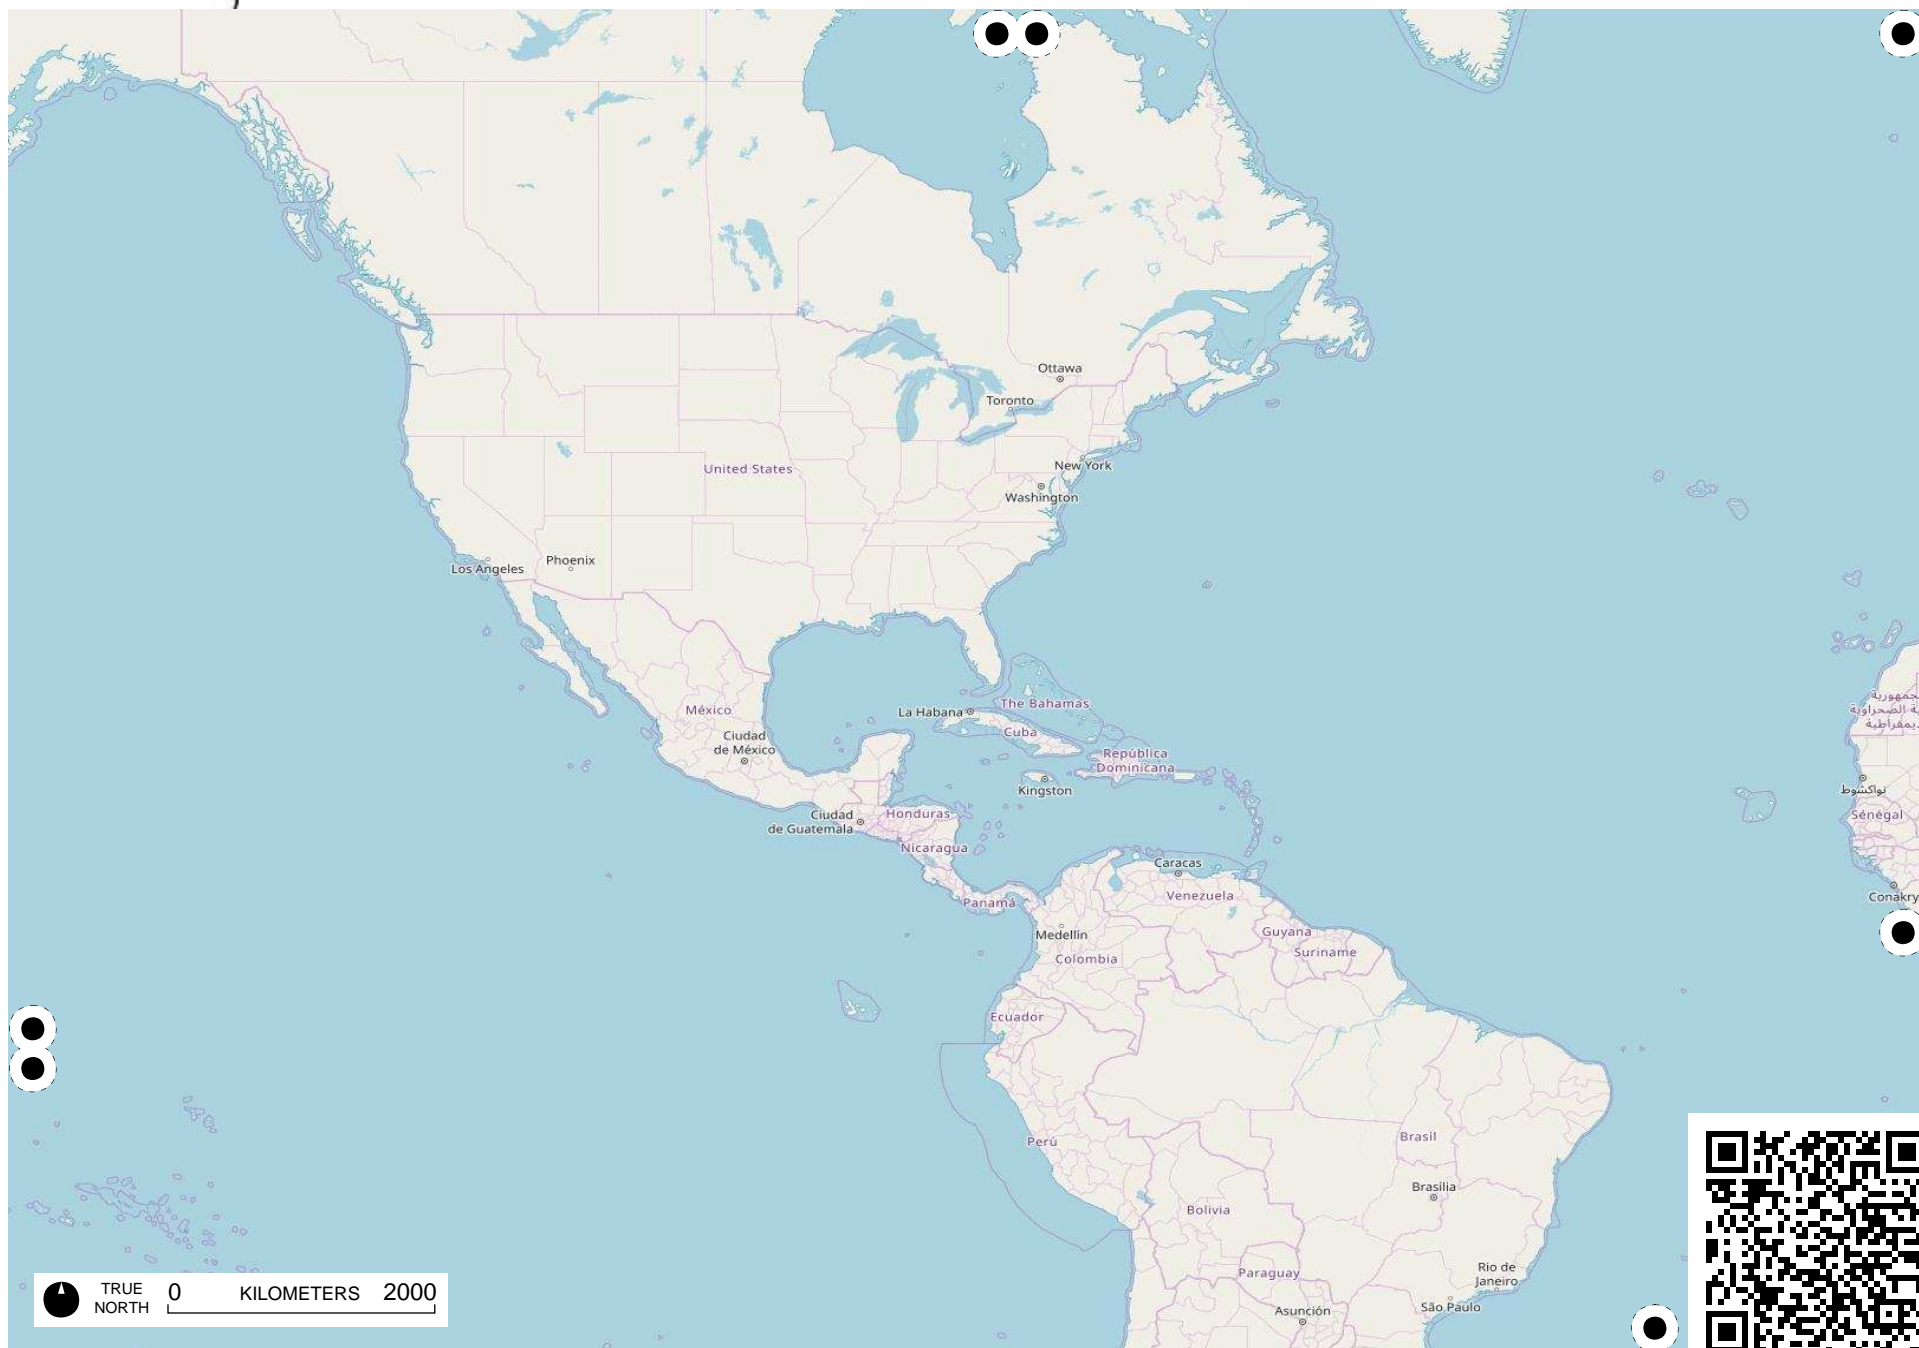 Ottawa
Toronto
United States
New York
Washington
Los Angeles
Phoenix
México
Ciudad
de México
La Habana
The Bahamas
Cuba
República
Dominicana
Kingston
Ciudad
de Guatemala
Honduras
Nicaragua
Panamá
Caracas
Venezuela
Medellín
Colombia
Guyana
Suriname
Ecuador
Perú
Brasil
Brasília
Bolivia
Paraguay
Asunción
Rio de
Janeiro
São Paulo
نواكشوط
Sénégal
Conakry
TRUE
NORTH
0 KILOMETERS 2000